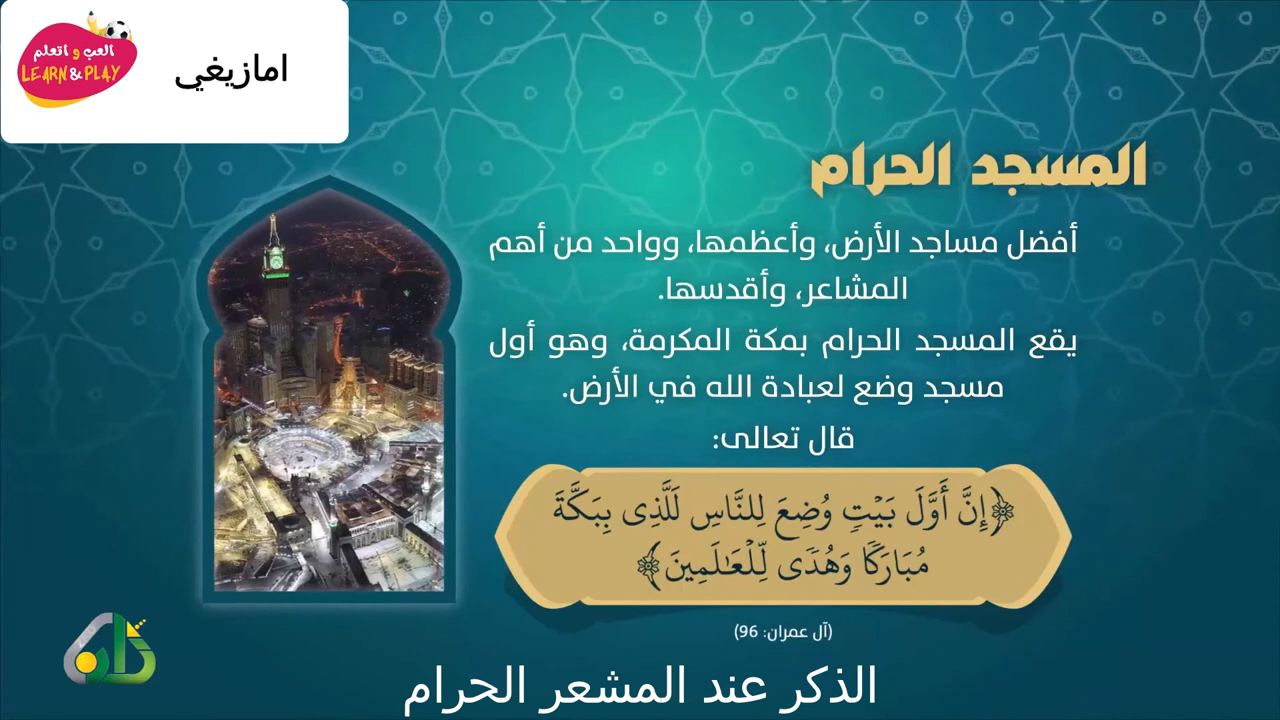 العب و اتعلم
LEARN & PLAY
امازيغي
المسجد الحرام
أفضل مساجد الأرض، وأعظمها، وواحد من أهم
المشاعر، وأقدسها.
يقع المسجد الحرام بمكة المكرمة، وهو أول
مسجد وضع لعبادة الله في الأرض.
قال تعالى:
﴿إِنَّ أَوَّلَ بَيْتٍ وُضِعَ لِلنَّاسِ لَلَّذِى بِبَكَّةَ
مُبَارَكًا وَهُدًى لِّلْعَٰلَمِينَ﴾
(آل عمران: 96)
الذكر عند المشعر الحرام